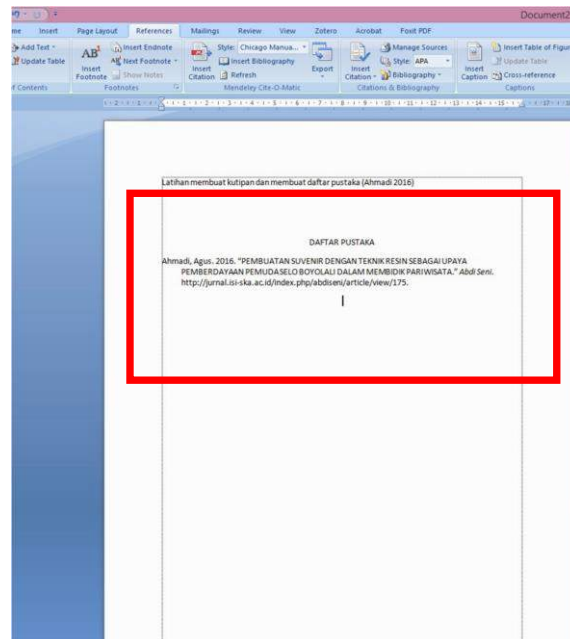 Document2
me Insert Page Layout References Mailings Review View Zotero Acrobat Foxit PDF
Add Text
Update Table
of Contents
AB¹
Insert Footnote
Insert Endnote
Next Footnote
Show Notes
Footnotes
Insert Citation
Style: Chicago Manua...
Insert Bibliography
Refresh
Export
Mendeley Cite-O-Matic
Insert Citation
Manage Sources
Style: APA
Bibliography
Citations & Bibliography
Insert Caption
Insert Table of Figur
Update Table
Cross-reference
Captions
Latihan membuat kutipan dan membuat daftar pustaka (Ahmadi 2016)
DAFTAR PUSTAKA
Ahmadi, Agus. 2016. "PEMBUATAN SUVENIR DENGAN TEKNIK RESIN SEBAGAI UPAYA
PEMBERDAYAAN PEMUDA SELO BOYOLALI DALAM MEMBIDIK PARIWISATA." Abdi Seni.
http://jurnal.isi-ska.ac.id/index.php/abdiseni/article/view/175.